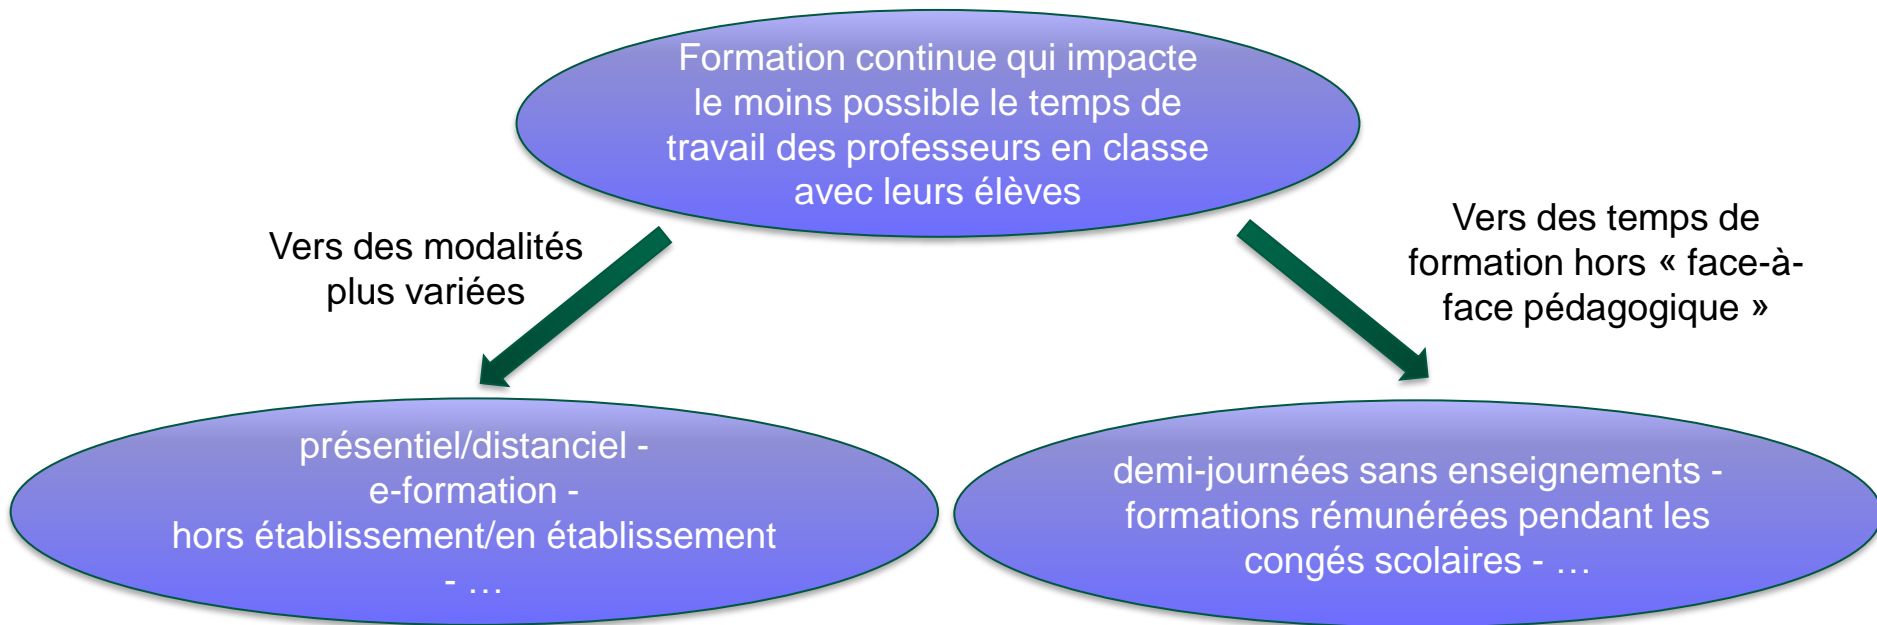 Formation continue qui impacte
le moins possible le temps de
travail des professeurs en classe
avec leurs élèves
Vers des modalités
plus variées
Vers des temps de
formation hors « face-à-
face pédagogique »
présentiel/distanciel -
e-formation -
hors établissement/en établissement
- …
demi-journées sans enseignements -
formations rémunérées pendant les
congés scolaires - …